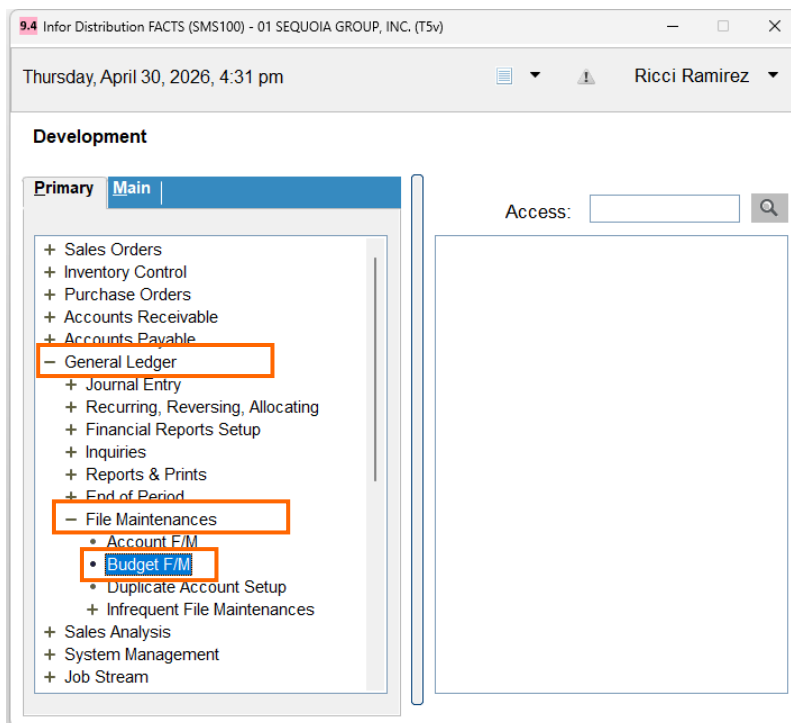 9.4 Infor Distribution FACTS (SMS100) - 01 SEQUOIA GROUP, INC. (T5v)
Thursday, April 30, 2026, 4:31 pm Ricci Ramirez
Development
Primary Main
Access:
+ Sales Orders
+ Inventory Control
+ Purchase Orders
+ Accounts Receivable
+ Accounts Payable
− General Ledger
+ Journal Entry
+ Recurring, Reversing, Allocating
+ Financial Reports Setup
+ Inquiries
+ Reports & Prints
+ End of Period
− File Maintenances
• Account F/M
• Budget F/M
• Duplicate Account Setup
+ Infrequent File Maintenances
+ Sales Analysis
+ System Management
+ Job Stream